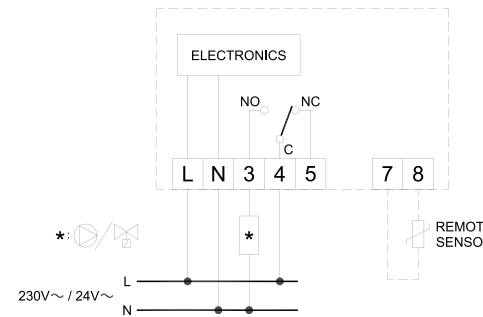 ELECTRONICS
NO NC
C
L N 3 4 5 7 8
*: / * REMOT
SENSO
L
230V~ / 24V~
N